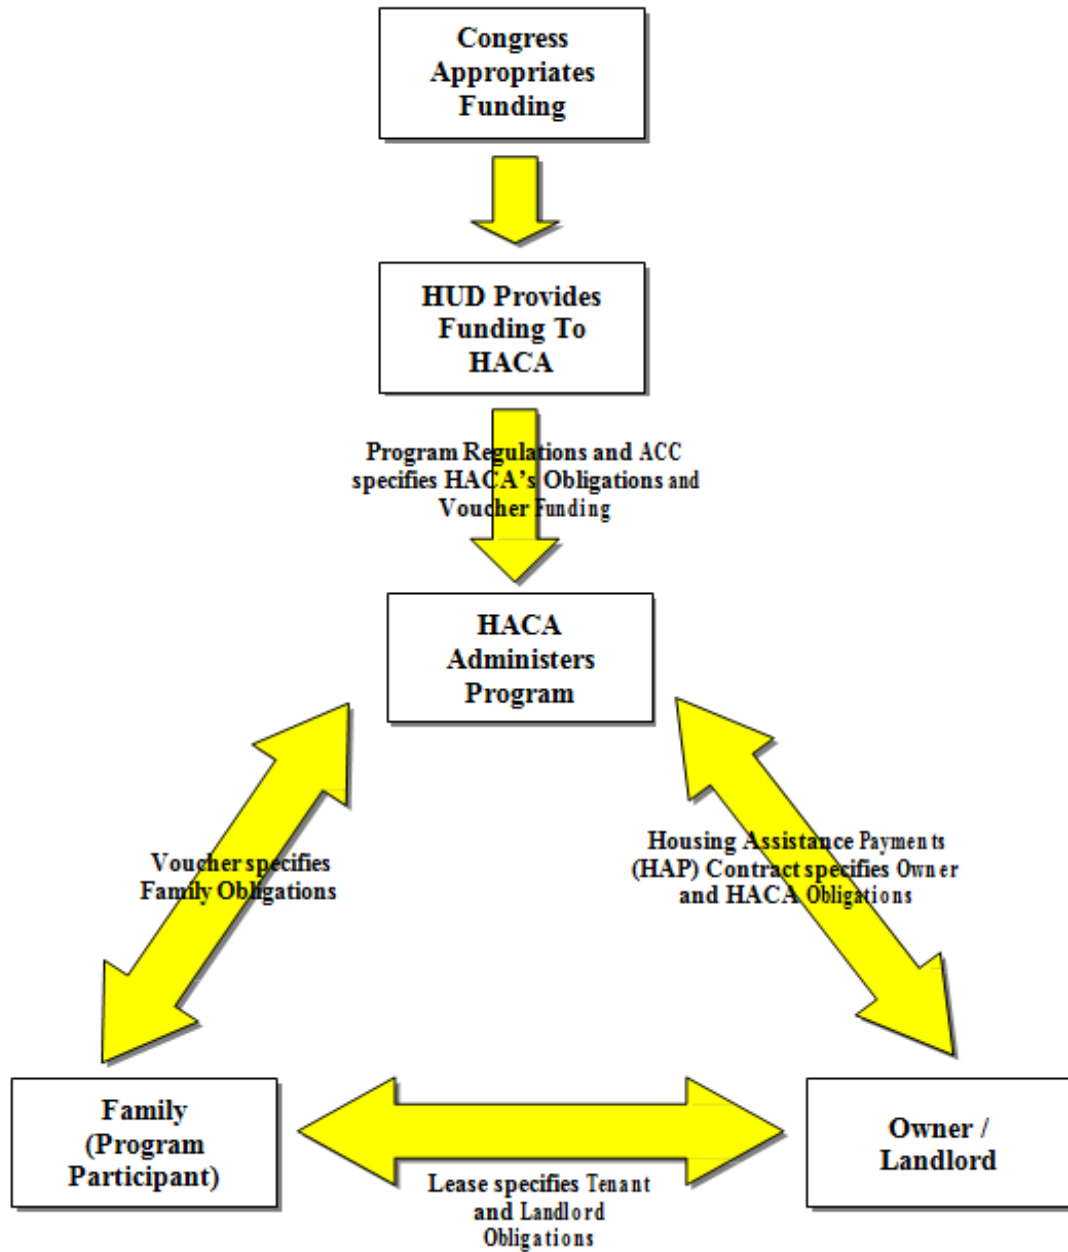 Congress
Appropriates
Funding
HUD Provides
Funding To
HACA
Program Regulations and ACC
specifies HACA's Obligations and
Voucher Funding
HACA
Administers
Program
Voucher specifies
Family Obligations
Housing Assistance Payments
(HAP) Contract specifies Owner
and HACA Obligations
Family
(Program
Participant)
Lease specifies Tenant
and Landlord
Obligations
Owner /
Landlord